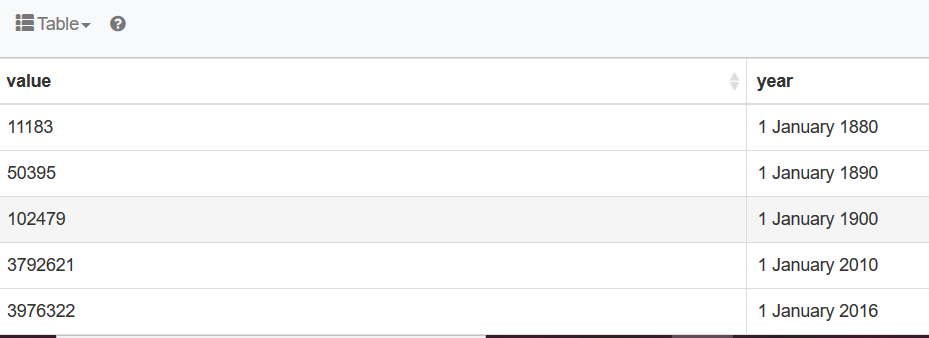 Table
value year
11183 1 January 1880
50395 1 January 1890
102479 1 January 1900
3792621 1 January 2010
3976322 1 January 2016